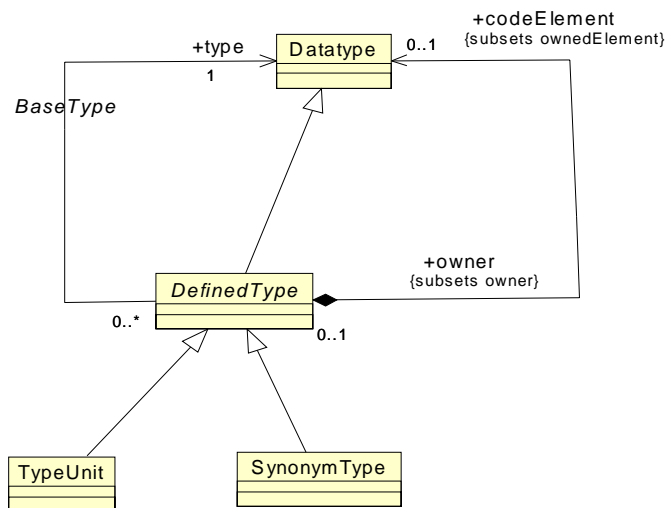 +codeElement
{subsets ownedElement}
+type
Datatype
0..1
1
BaseType
+owner
{subsets owner}
DefinedType
0..*
0..1
TypeUnit
SynonymType